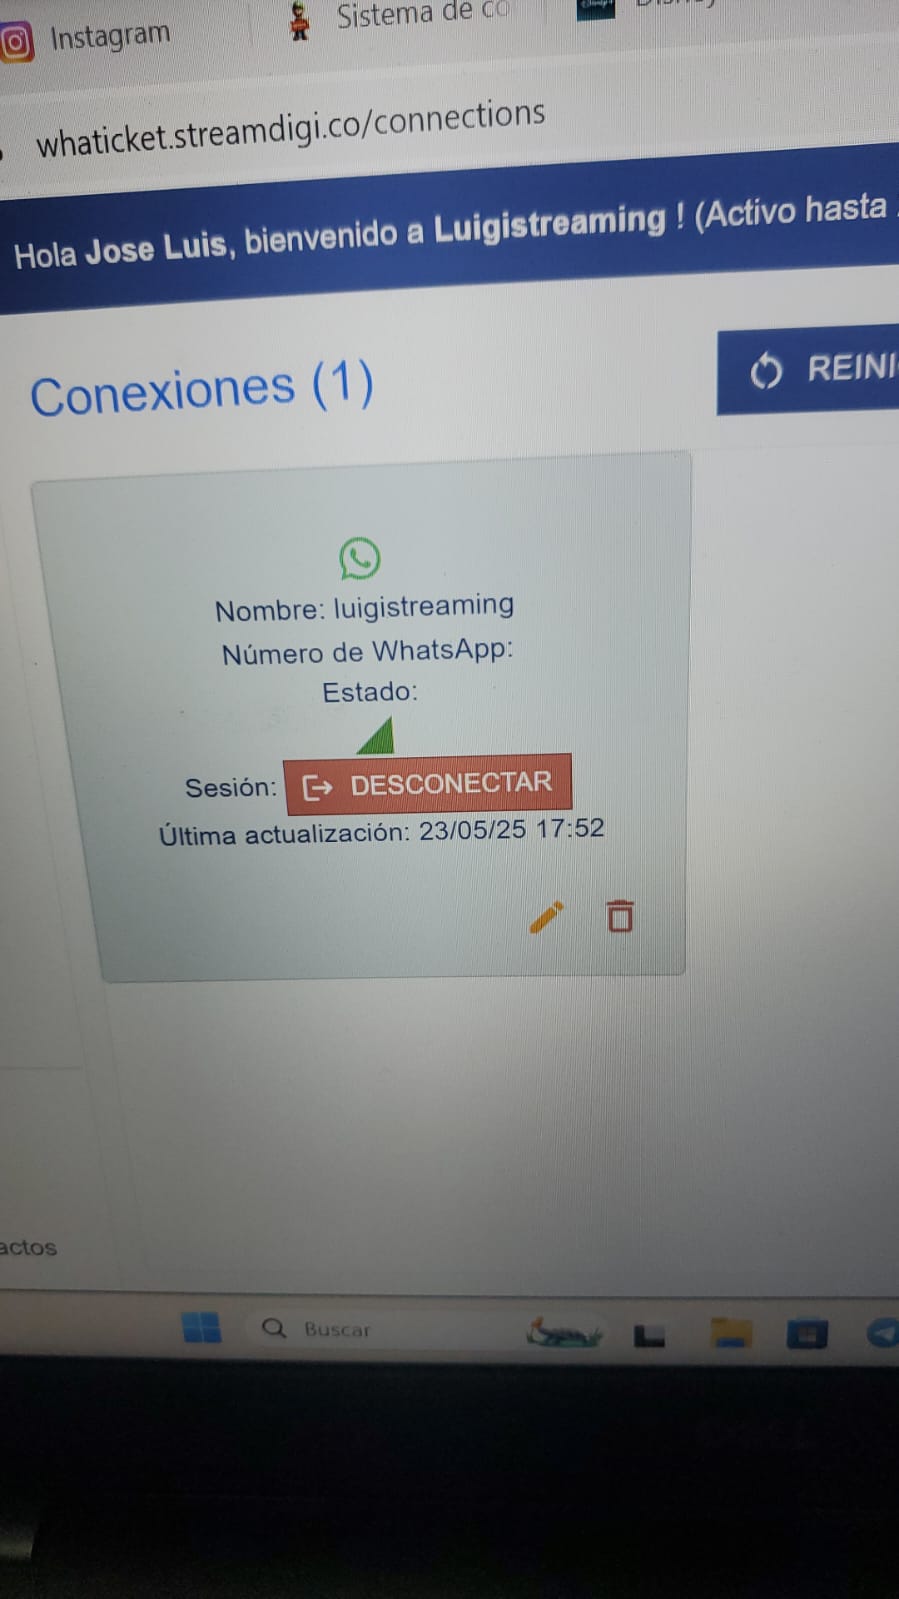 Instagram
Sistema de co
whaticket.streamdigi.co/connections
Hola Jose Luis, bienvenido a Luigistreaming ! (Activo hasta
Conexiones (1)
REINI
Nombre: luigistreaming
Número de WhatsApp:
Estado:
Sesión: DESCONECTAR
Última actualización: 23/05/25 17:52
actos
Buscar